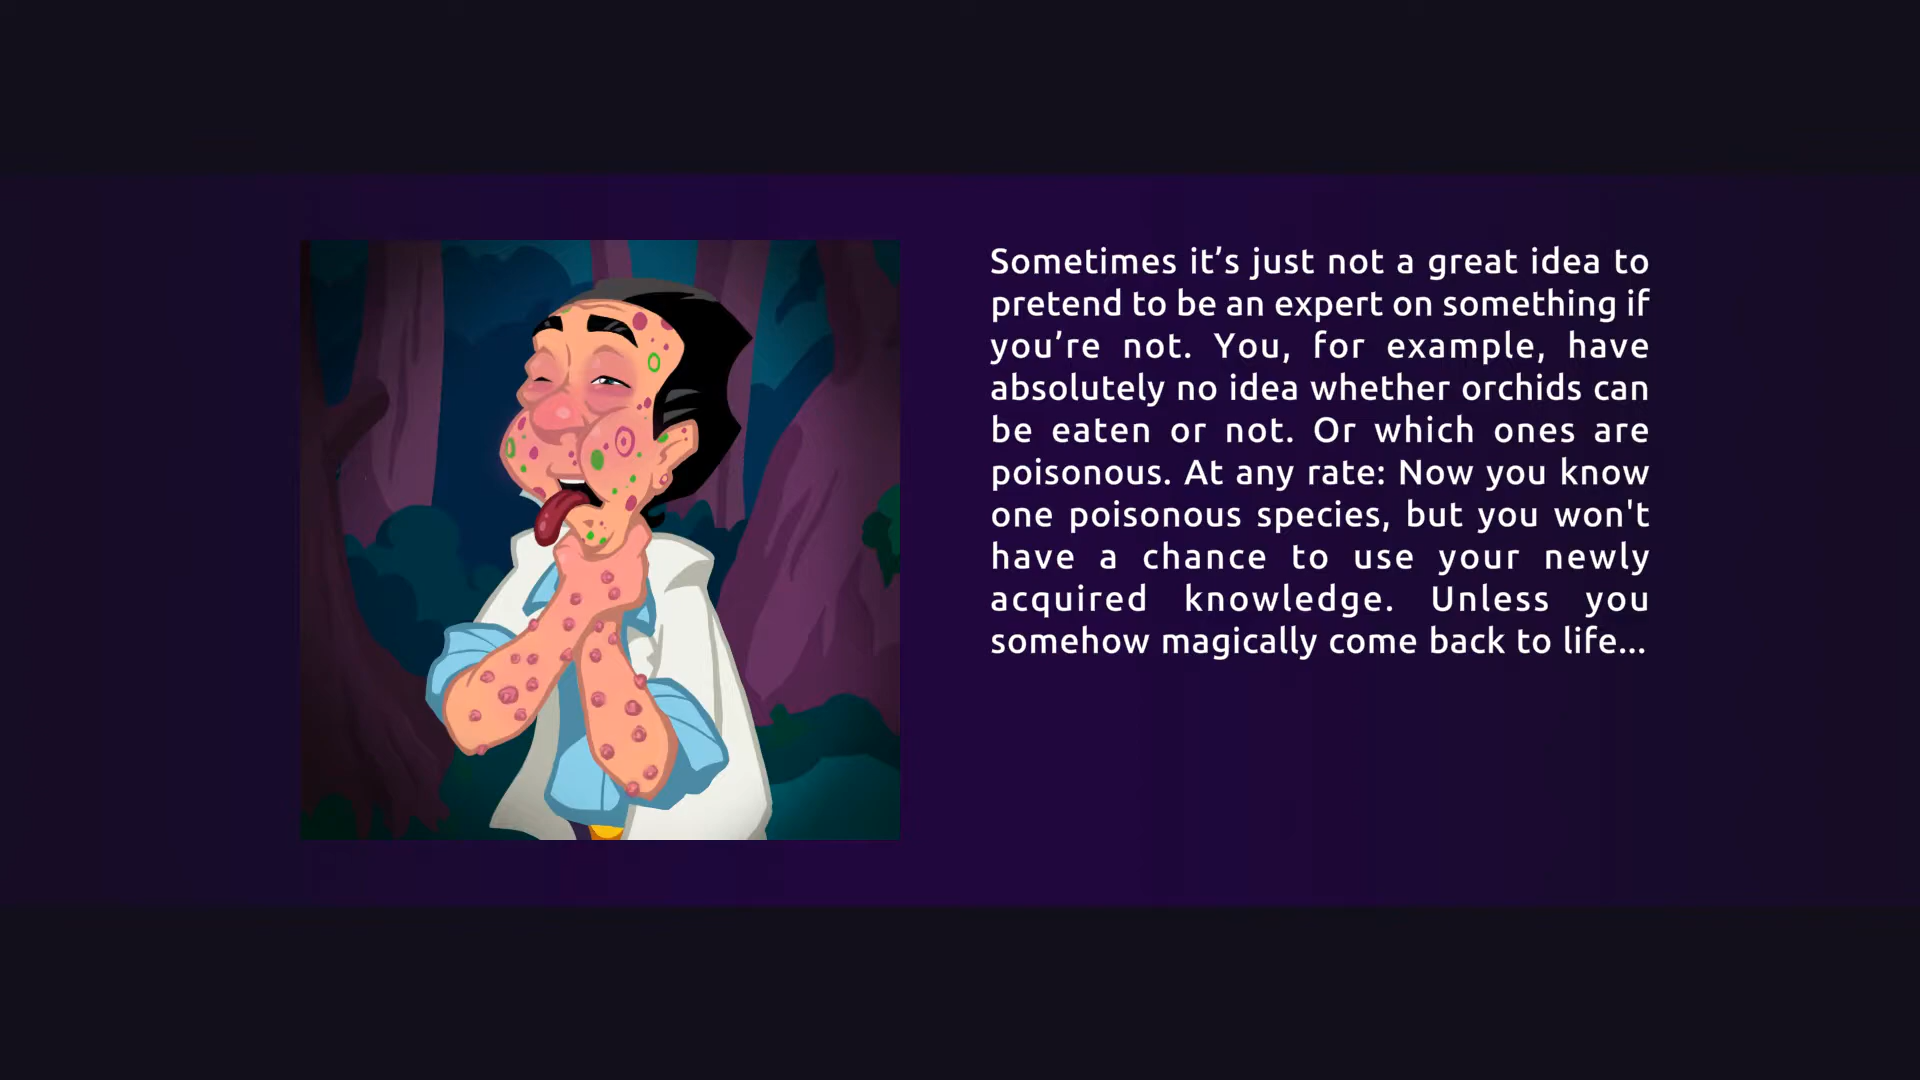 Sometimes it’s just not a great idea to
pretend to be an expert on something if
you’re not. You, for example, have
absolutely no idea whether orchids can
be eaten or not. Or which ones are
poisonous. At any rate: Now you know
one poisonous species, but you won't
have a chance to use your newly
acquired knowledge. Unless you
somehow magically come back to life...